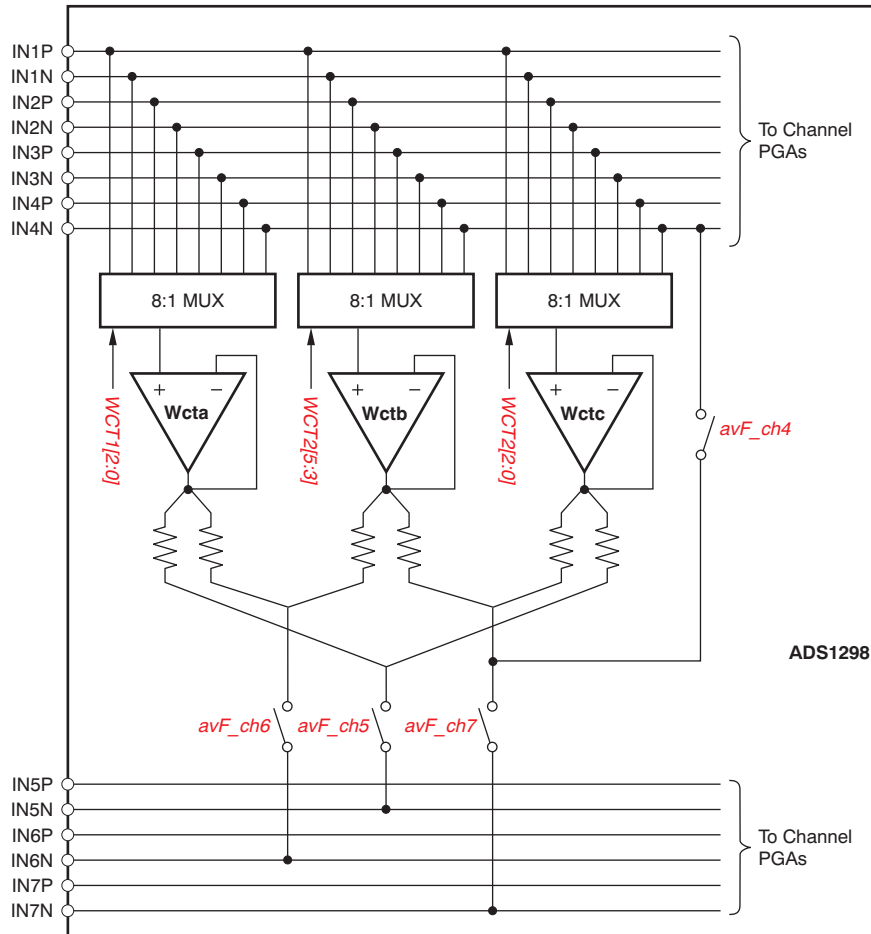 IN1P
IN1N
IN2P
IN2N
IN3P
IN3N
IN4P
IN4N
To Channel
PGAs
8:1 MUX
8:1 MUX
8:1 MUX
+
−
Wcta
WCT1[2:0]
+
−
Wctb
WCT2[5:3]
+
−
Wctc
WCT2[2:0]
avF_ch4
ADS1298
avF_ch6
avF_ch5
avF_ch7
IN5P
IN5N
IN6P
IN6N
IN7P
IN7N
To Channel
PGAs